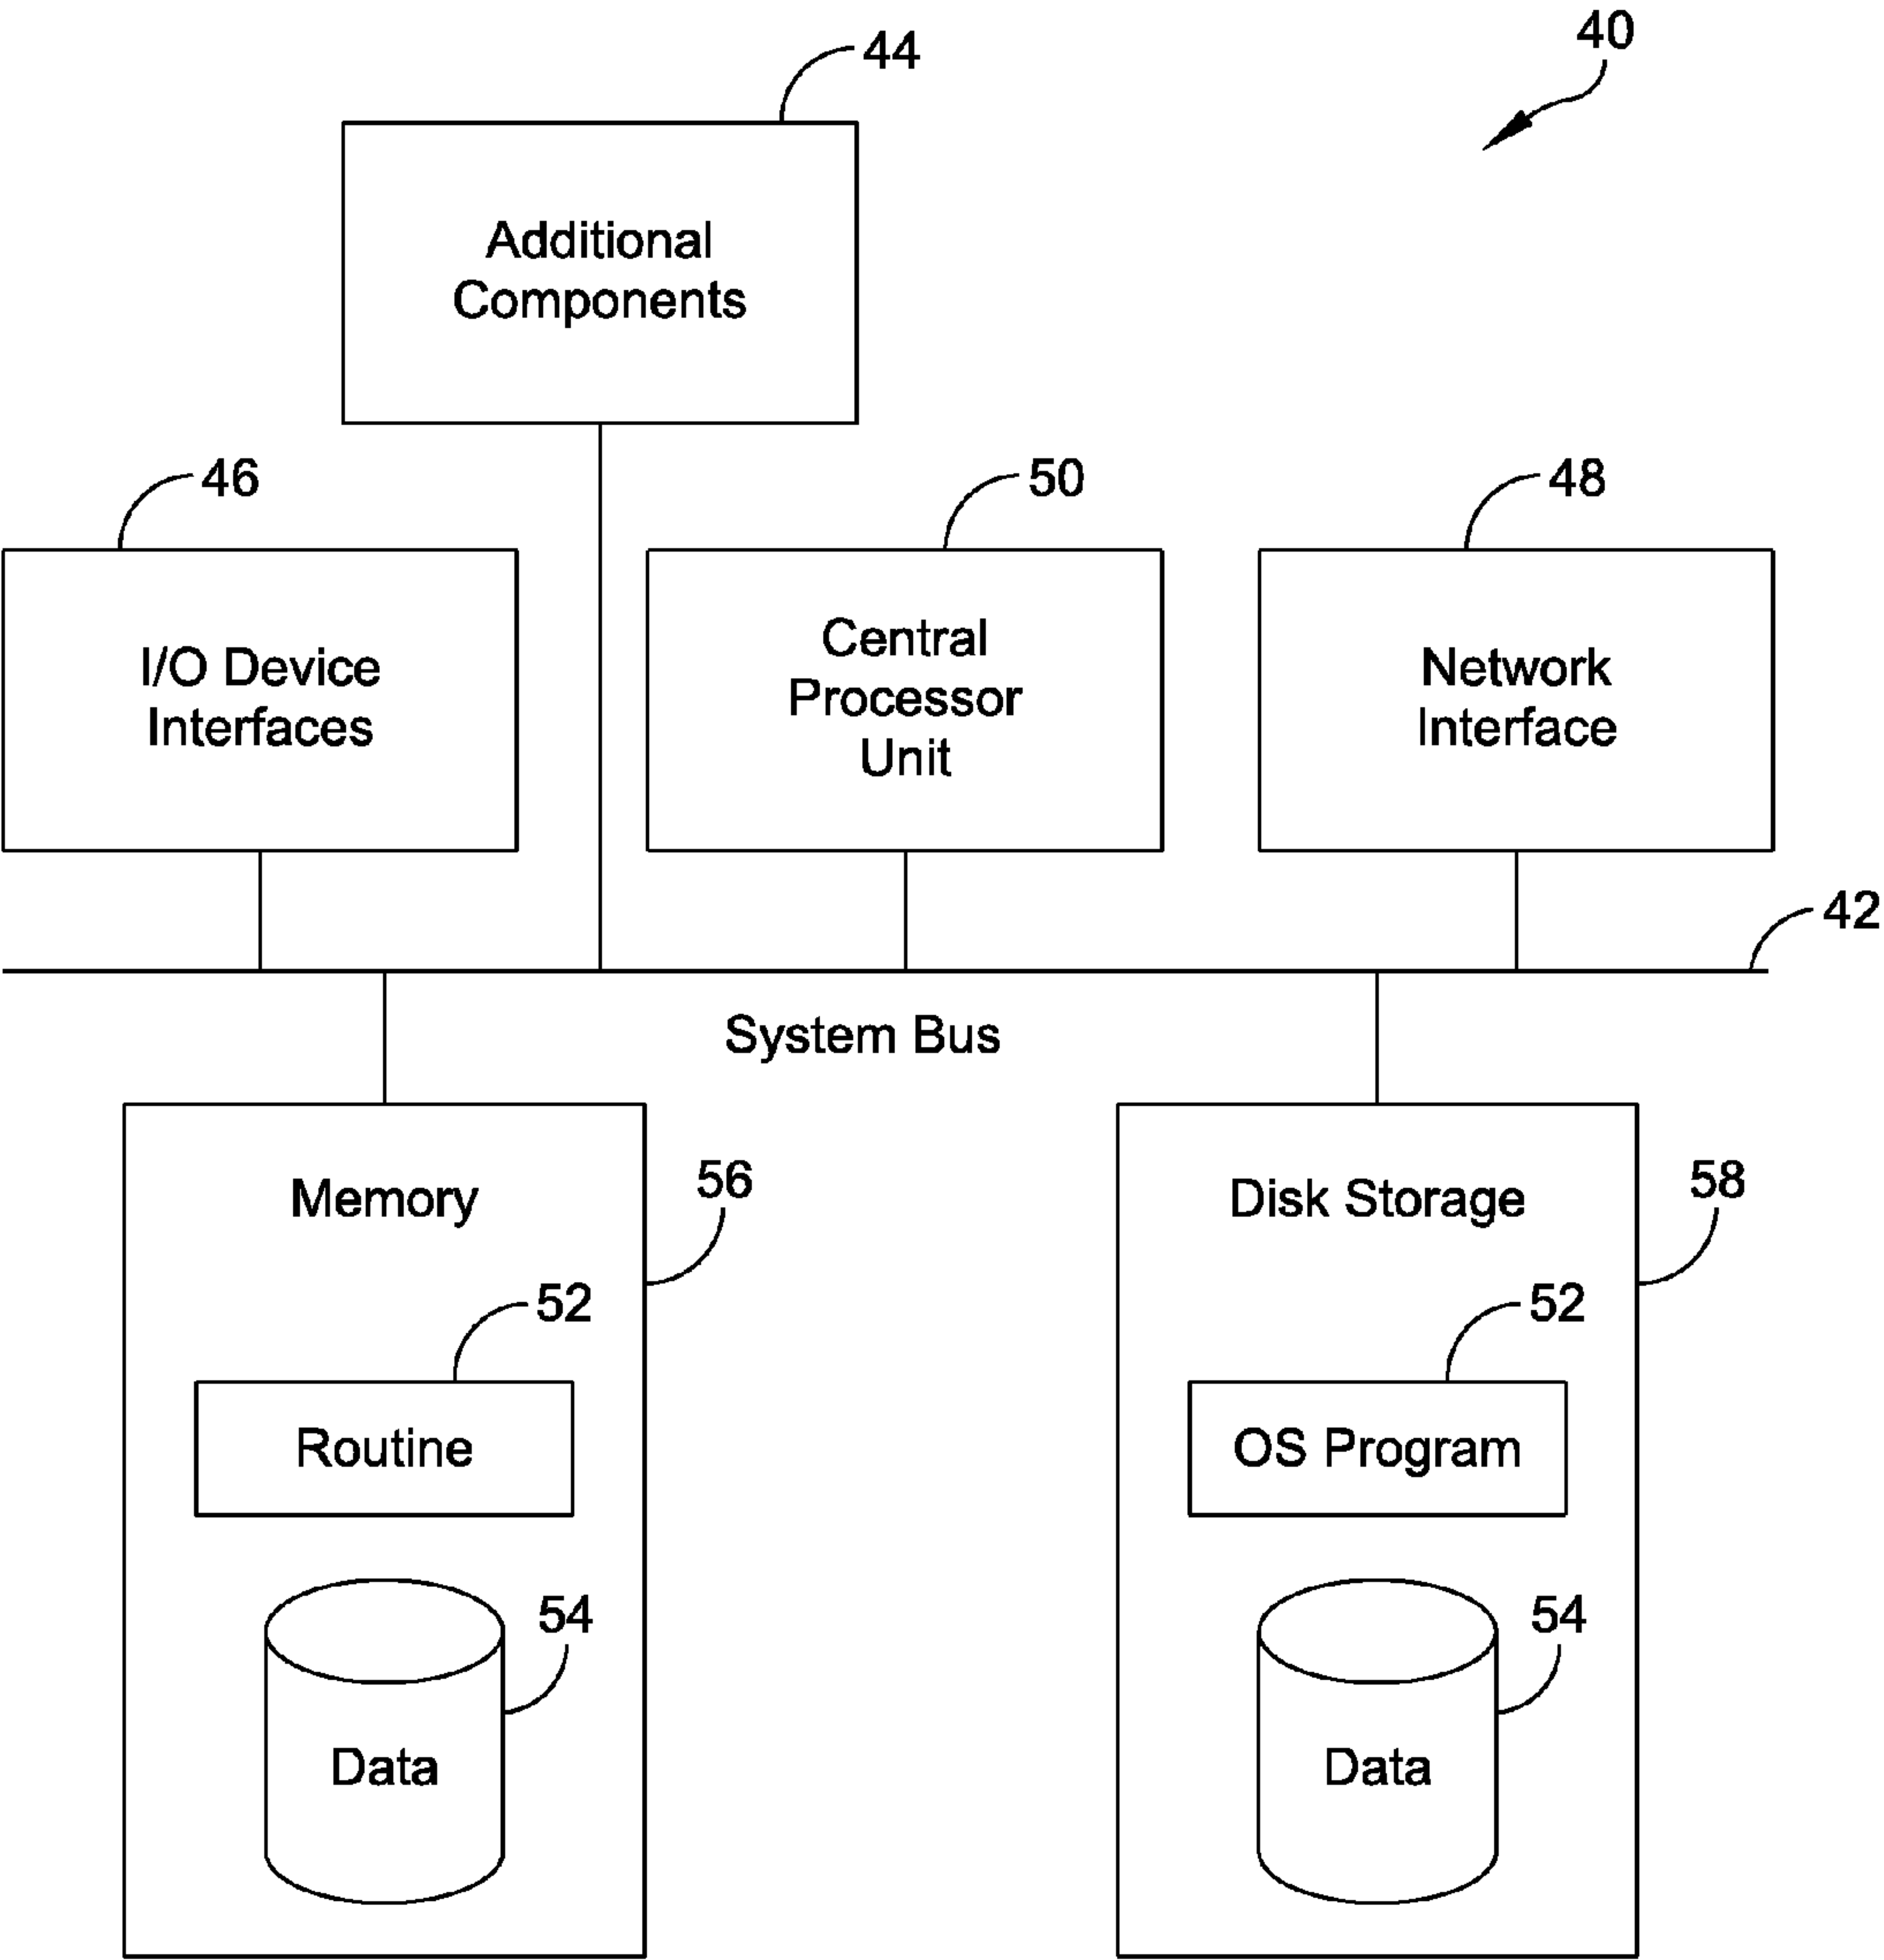 40
44
Additional
Components
46
50
48
I/O Device
Interfaces
Central
Processor
Unit
Network
Interface
42
System Bus
Memory
56
52
Routine
54
Data
Disk Storage
58
52
OS Program
54
Data